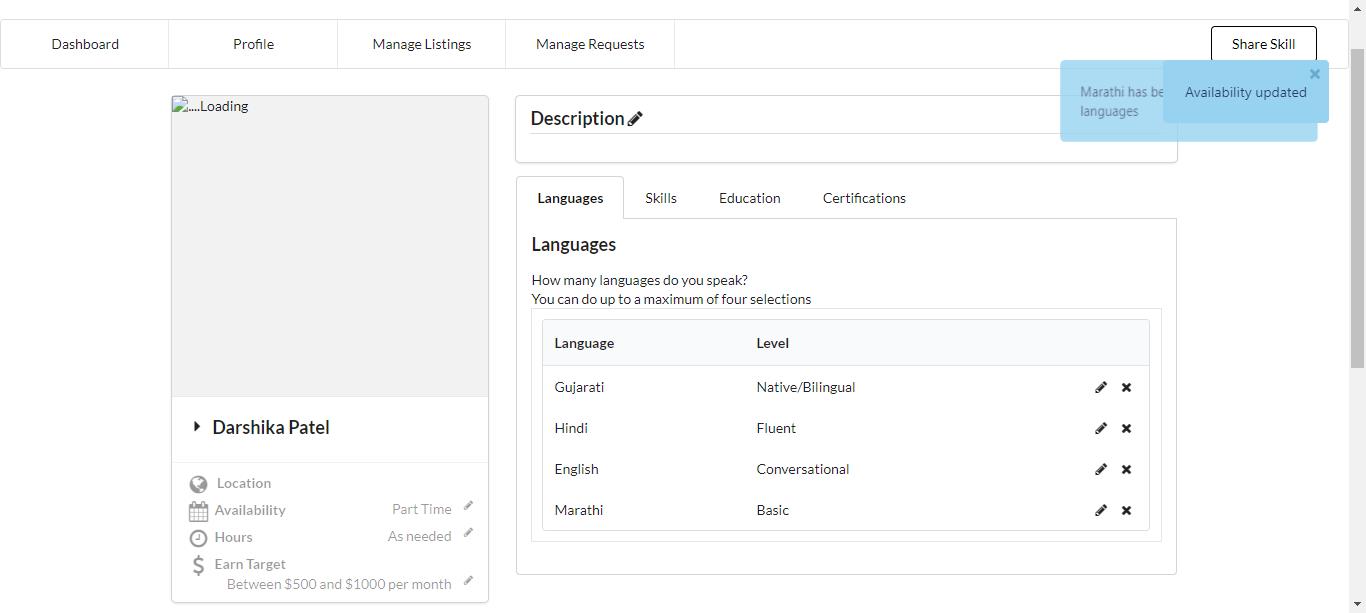 Dashboard Profile Manage Listings Manage Requests Share Skill
Marathi has be
languages
Availability updated
....Loading
Description
Languages Skills Education Certifications
Languages
How many languages do you speak?
You can do up to a maximum of four selections
Language Level
Gujarati Native/Bilingual
Hindi Fluent
English Conversational
Marathi Basic
Darshika Patel
Location
Availability Part Time
Hours As needed
Earn Target
Between $500 and $1000 per month